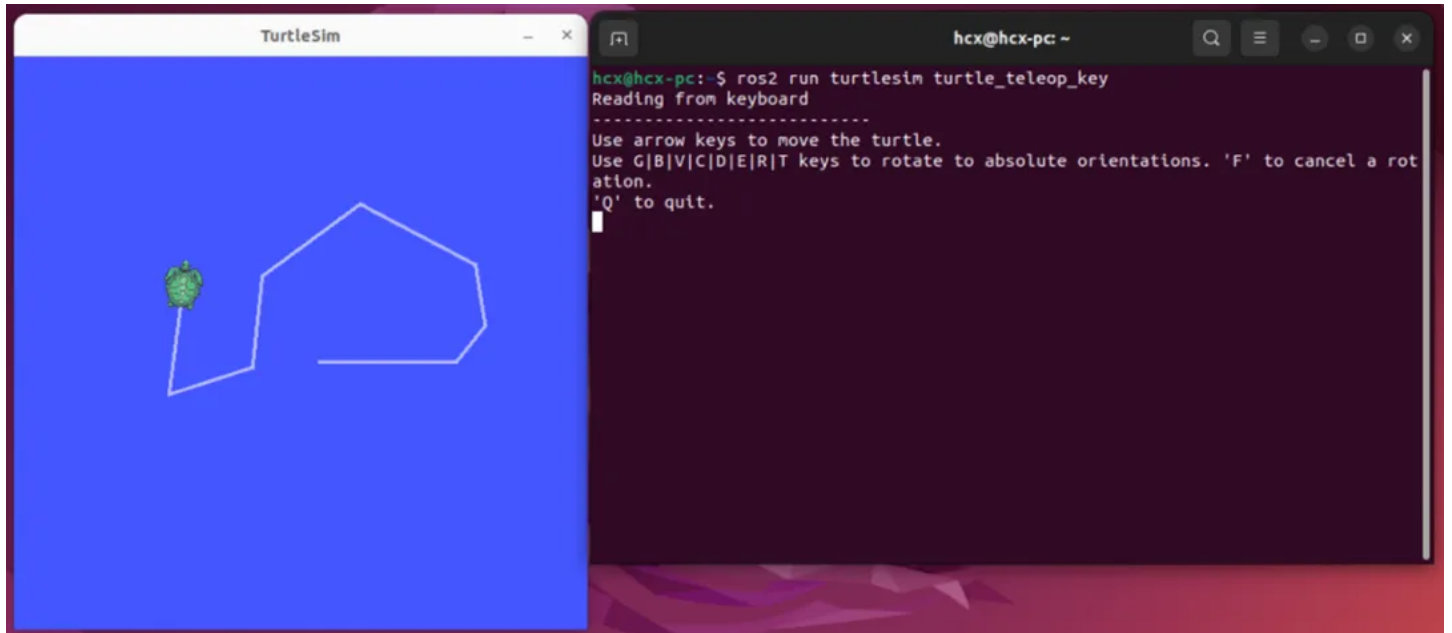 TurtleSim
hcx@hcx-pc: ~
hcx@hcx-pc:~$ ros2 run turtlesim turtle_teleop_key
Reading from keyboard
---------------------------
Use arrow keys to move the turtle.
Use G|B|V|C|D|E|R|T keys to rotate to absolute orientations. 'F' to cancel a rot
ation.
'Q' to quit.